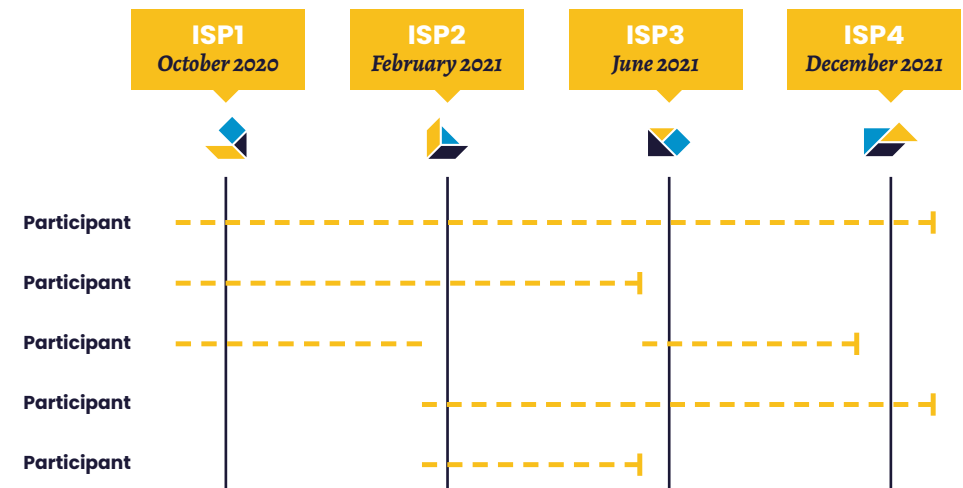 ISP1
October 2020
ISP2
February 2021
ISP3
June 2021
ISP4
December 2021
Participant
Participant
Participant
Participant
Participant